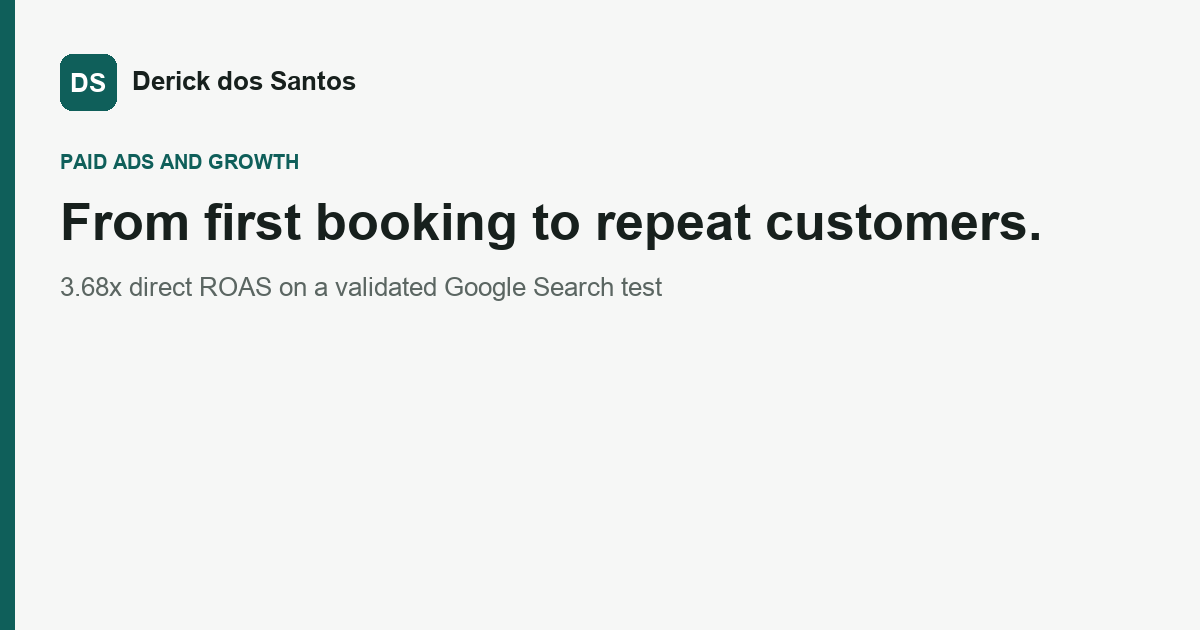 DS
Derick dos Santos
PAID ADS AND GROWTH
From first booking to repeat customers.
3.68x direct ROAS on a validated Google Search test